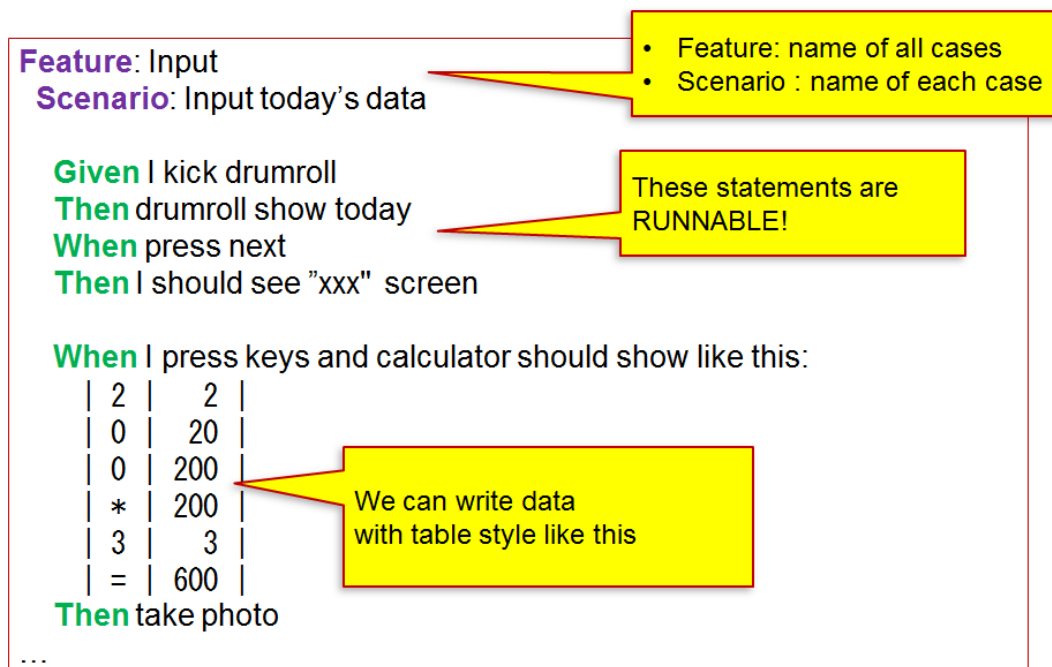 Feature: Input
Scenario: Input today's data
• Feature: name of all cases
• Scenario : name of each case
Given I kick drumroll
Then drumroll show today
When press next
Then I should see ”xxx" screen
These statements are
RUNNABLE!
When I press keys and calculator should show like this:
| 2 | 2 |
| 0 | 20 |
| 0 | 200 |
| * | 200 |
| 3 | 3 |
| = | 600 |
We can write data
with table style like this
Then take photo
...